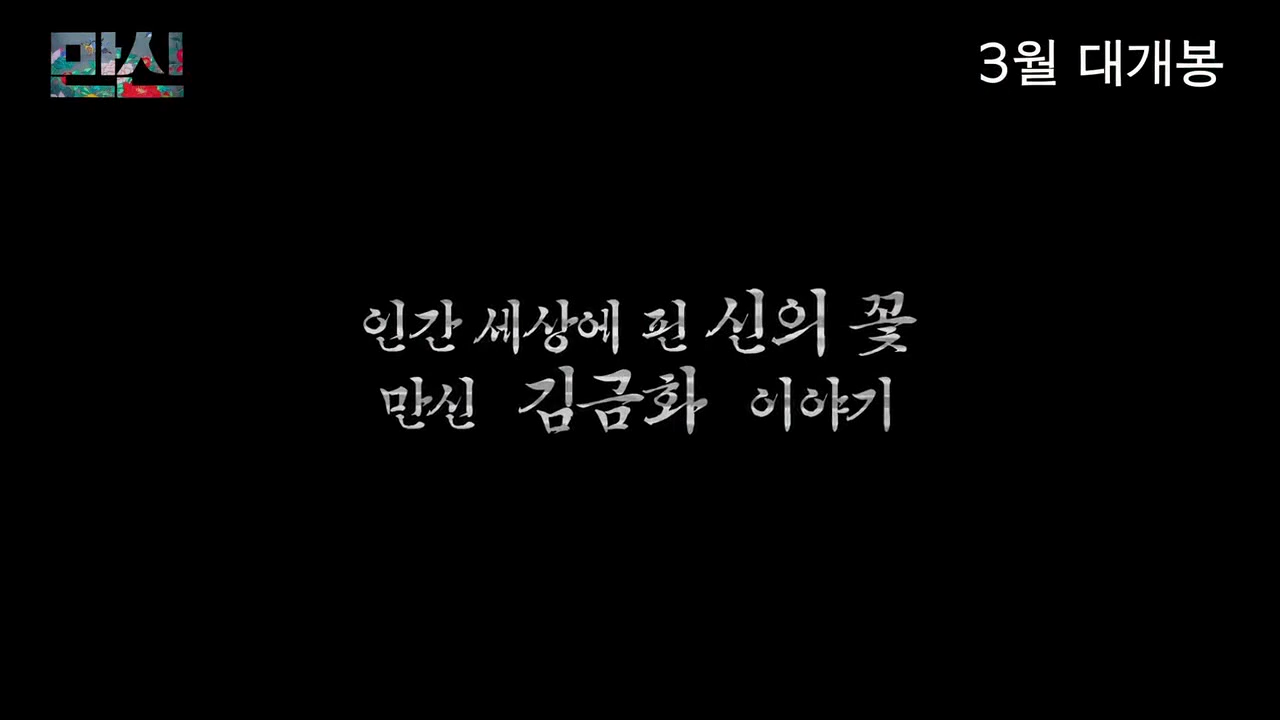 만신
3월 대개봉
인간 세상에 핀 신의 꽃
만신 김금화 이야기